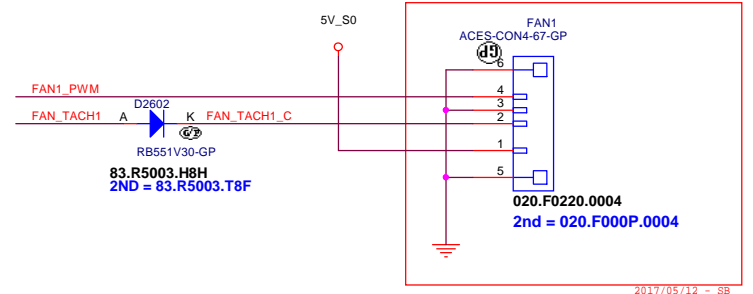 5V_S0
FAN1
ACES-CON4-67-GP
GP
6
FAN1_PWM
4
3
FAN_TACH1
A
D2602
K
FAN_TACH1_C
2
G/P
RB551V30-GP
1
83.R5003.H8H
2ND = 83.R5003.T8F
5
020.F0220.0004
2nd = 020.F000P.0004
2017/05/12 - SB